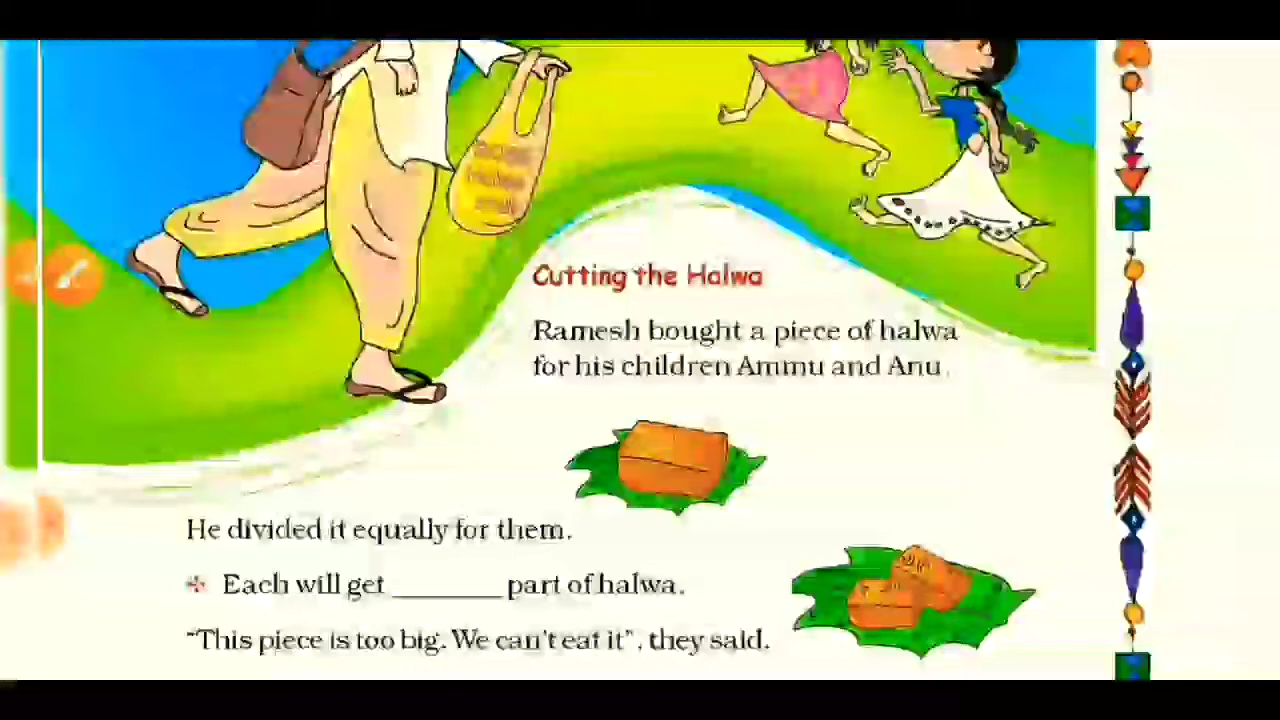 Cutting the Halwa
Ramesh bought a piece of halwa
for his children Ammu and Anu.
He divided it equally for them.
Each will get ________ part of halwa.
“This piece is too big. We can’t eat it”, they said.